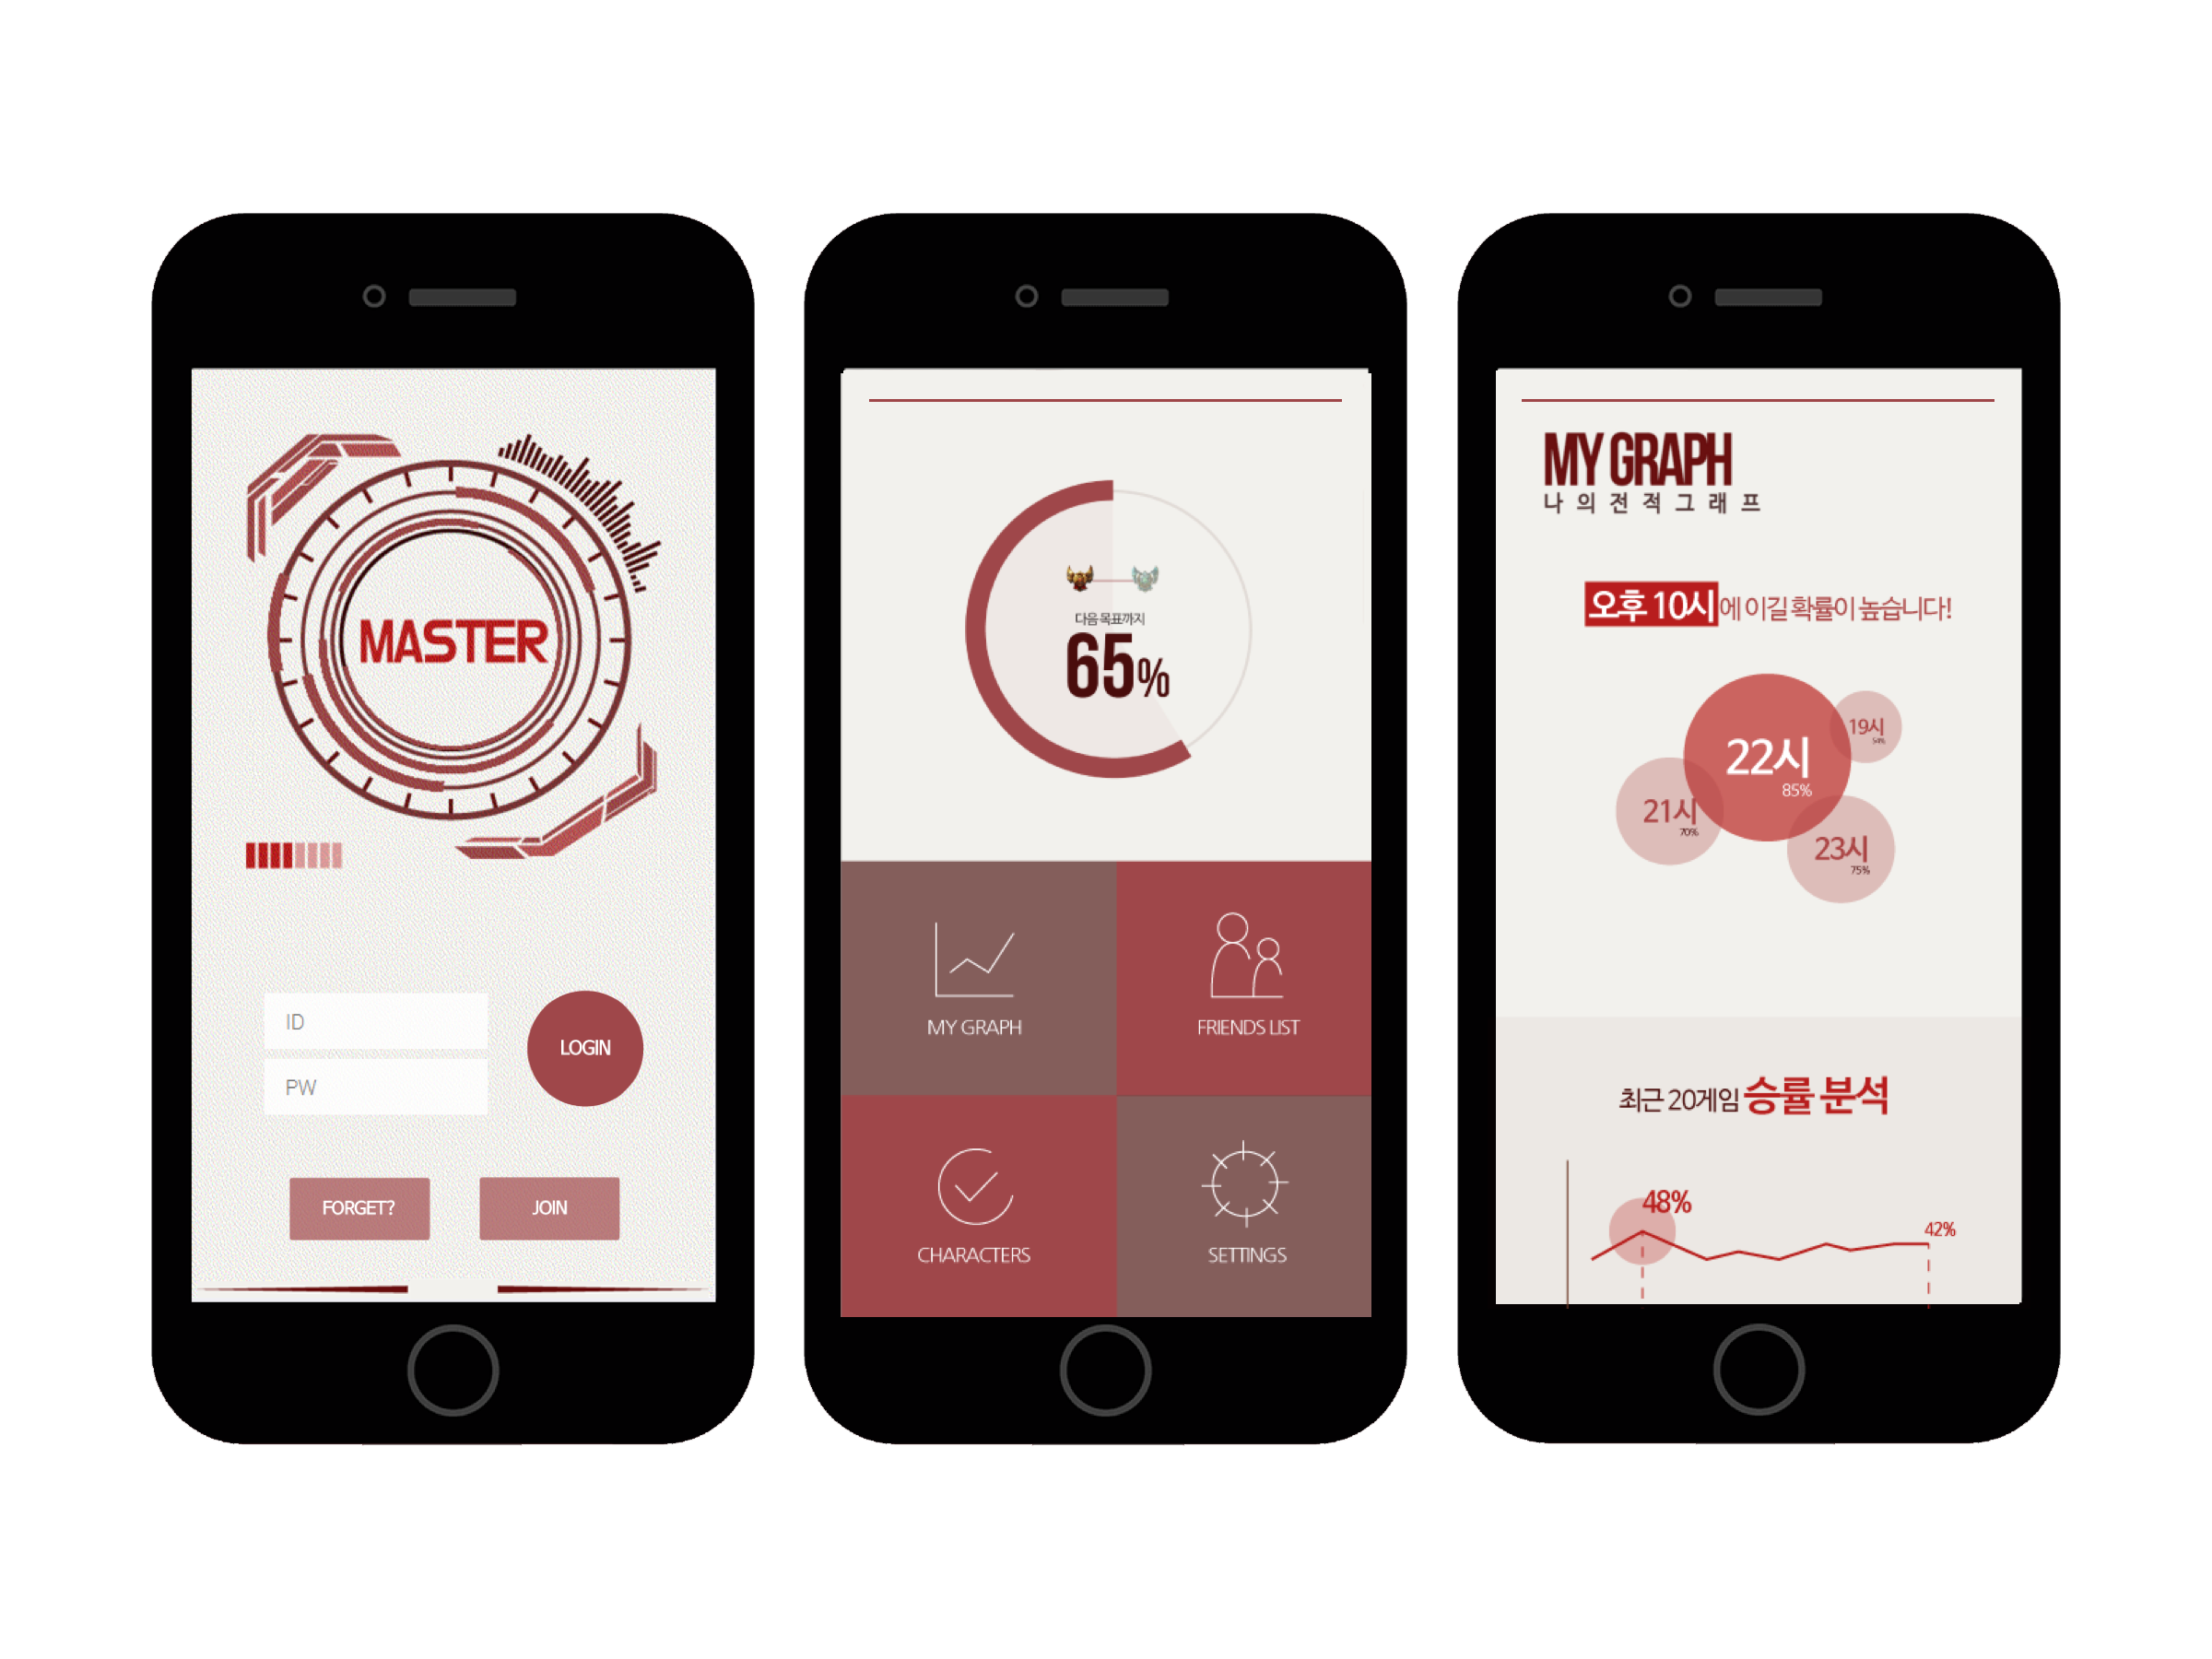 MASTER
ID
PW
LOGIN
FORGET?
JOIN
다음 목표까지
65%
MY GRAPH
FRIENDS LIST
CHARACTERS
SETTINGS
MY GRAPH
나의전적그래프
오후 10시에 이길 확률이 높습니다!
19시
54%
22시
85%
21시
70%
23시
75%
최근 20게임 승률 분석
48%
42%